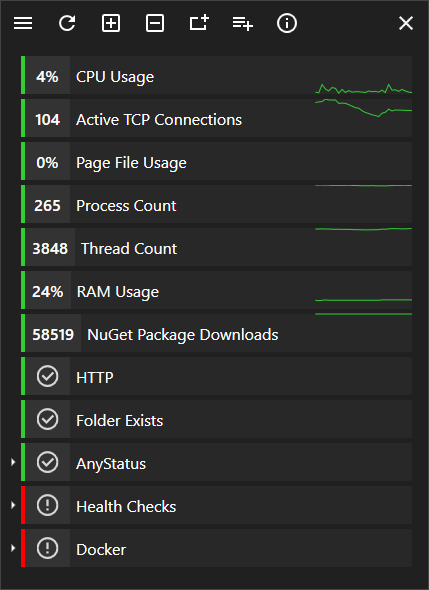 4% CPU Usage
104 Active TCP Connections
0% Page File Usage
265 Process Count
3848 Thread Count
24% RAM Usage
58519 NuGet Package Downloads
HTTP
Folder Exists
AnyStatus
Health Checks
Docker